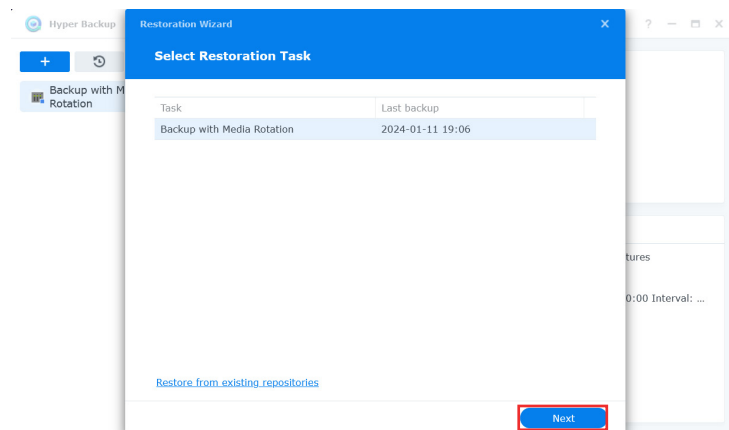 Hyper Backup
Restoration Wizard
Select Restoration Task
Backup with M
Rotation
Task Last backup
Backup with Media Rotation 2024-01-11 19:06
tures
0:00 Interval: ...
Restore from existing repositories
Next